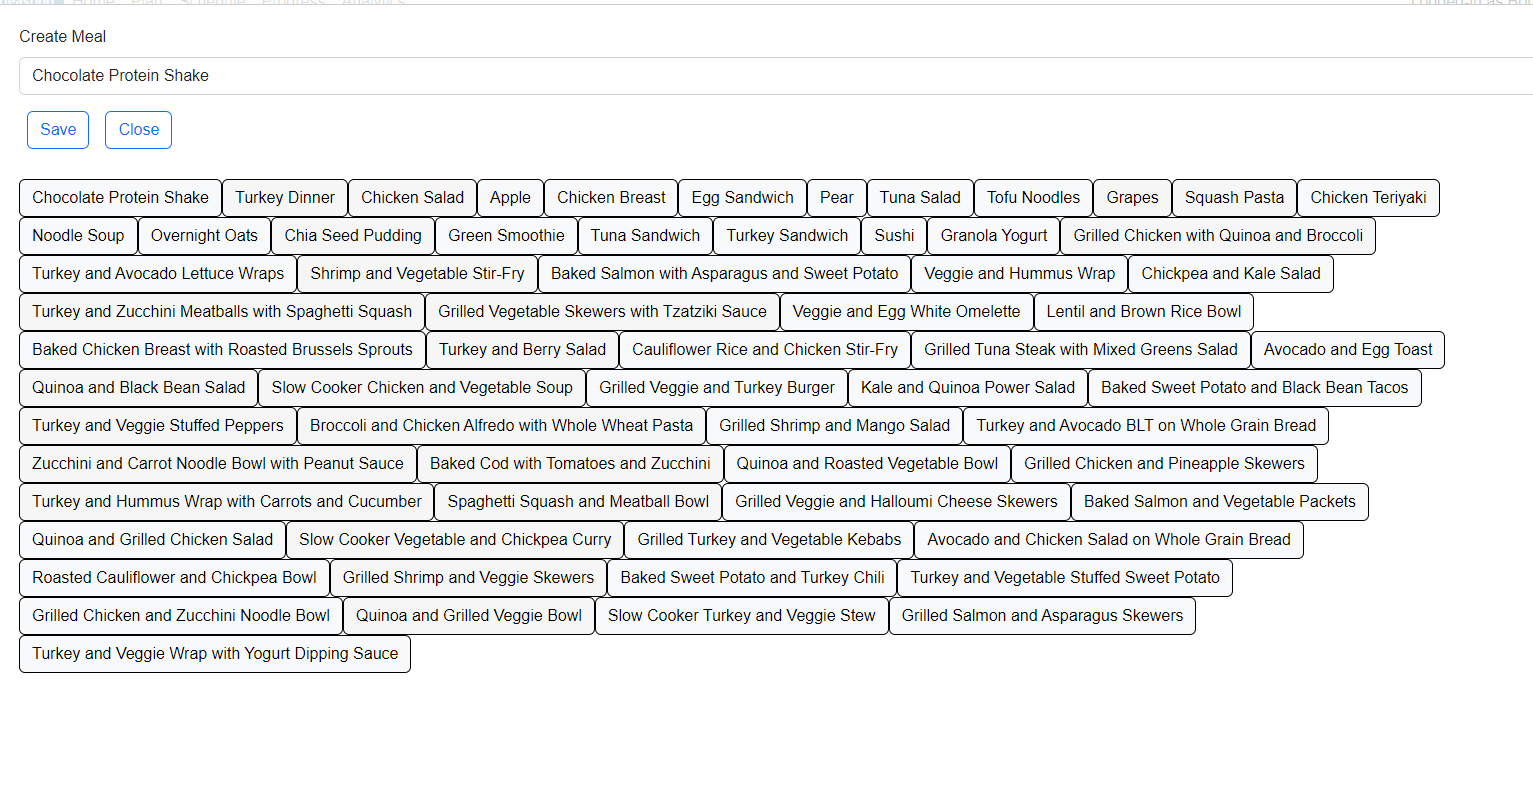 Home Plan Schedule Progress Analytics
Create Meal
Chocolate Protein Shake
Save Close
Chocolate Protein Shake Turkey Dinner Chicken Salad Apple Chicken Breast Egg Sandwich Pear Tuna Salad Tofu Noodles Grapes Squash Pasta Chicken Teriyaki
Noodle Soup Overnight Oats Chia Seed Pudding Green Smoothie Tuna Sandwich Turkey Sandwich Sushi Granola Yogurt Grilled Chicken with Quinoa and Broccoli
Turkey and Avocado Lettuce Wraps Shrimp and Vegetable Stir-Fry Baked Salmon with Asparagus and Sweet Potato Veggie and Hummus Wrap Chickpea and Kale Salad
Turkey and Zucchini Meatballs with Spaghetti Squash Grilled Vegetable Skewers with Tzatziki Sauce Veggie and Egg White Omelette Lentil and Brown Rice Bowl
Baked Chicken Breast with Roasted Brussels Sprouts Turkey and Berry Salad Cauliflower Rice and Chicken Stir-Fry Grilled Tuna Steak with Mixed Greens Salad Avocado and Egg Toast
Quinoa and Black Bean Salad Slow Cooker Chicken and Vegetable Soup Grilled Veggie and Turkey Burger Kale and Quinoa Power Salad Baked Sweet Potato and Black Bean Tacos
Turkey and Veggie Stuffed Peppers Broccoli and Chicken Alfredo with Whole Wheat Pasta Grilled Shrimp and Mango Salad Turkey and Avocado BLT on Whole Grain Bread
Zucchini and Carrot Noodle Bowl with Peanut Sauce Baked Cod with Tomatoes and Zucchini Quinoa and Roasted Vegetable Bowl Grilled Chicken and Pineapple Skewers
Turkey and Hummus Wrap with Carrots and Cucumber Spaghetti Squash and Meatball Bowl Grilled Veggie and Halloumi Cheese Skewers Baked Salmon and Vegetable Packets
Quinoa and Grilled Chicken Salad Slow Cooker Vegetable and Chickpea Curry Grilled Turkey and Vegetable Kebabs Avocado and Chicken Salad on Whole Grain Bread
Roasted Cauliflower and Chickpea Bowl Grilled Shrimp and Veggie Skewers Baked Sweet Potato and Turkey Chili Turkey and Vegetable Stuffed Sweet Potato
Grilled Chicken and Zucchini Noodle Bowl Quinoa and Grilled Veggie Bowl Slow Cooker Turkey and Veggie Stew Grilled Salmon and Asparagus Skewers
Turkey and Veggie Wrap with Yogurt Dipping Sauce